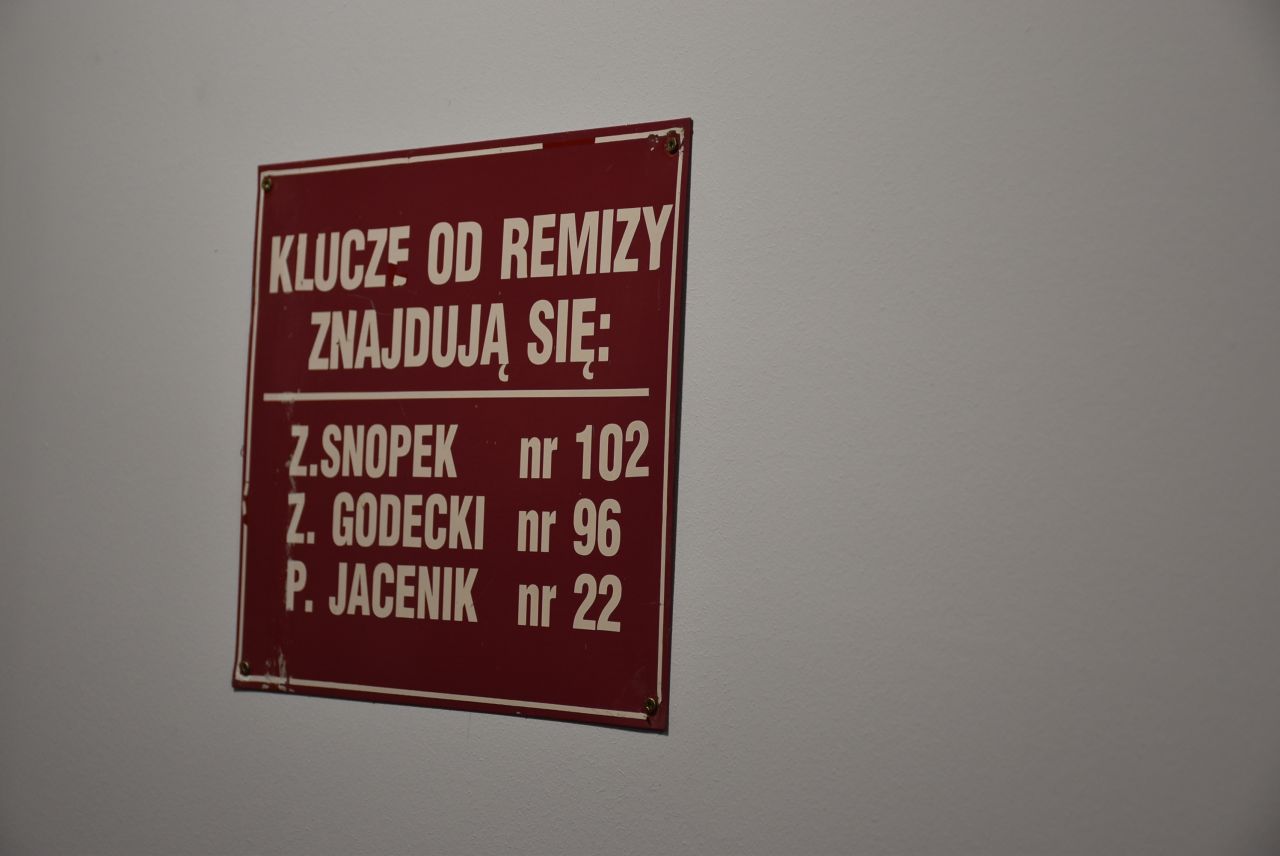 KLUCZE OD REMIZY
ZNAJDUJĄ SIĘ:
Z.SNOPEK nr 102
Z. GODECKI nr 96
P. JACENIK nr 22